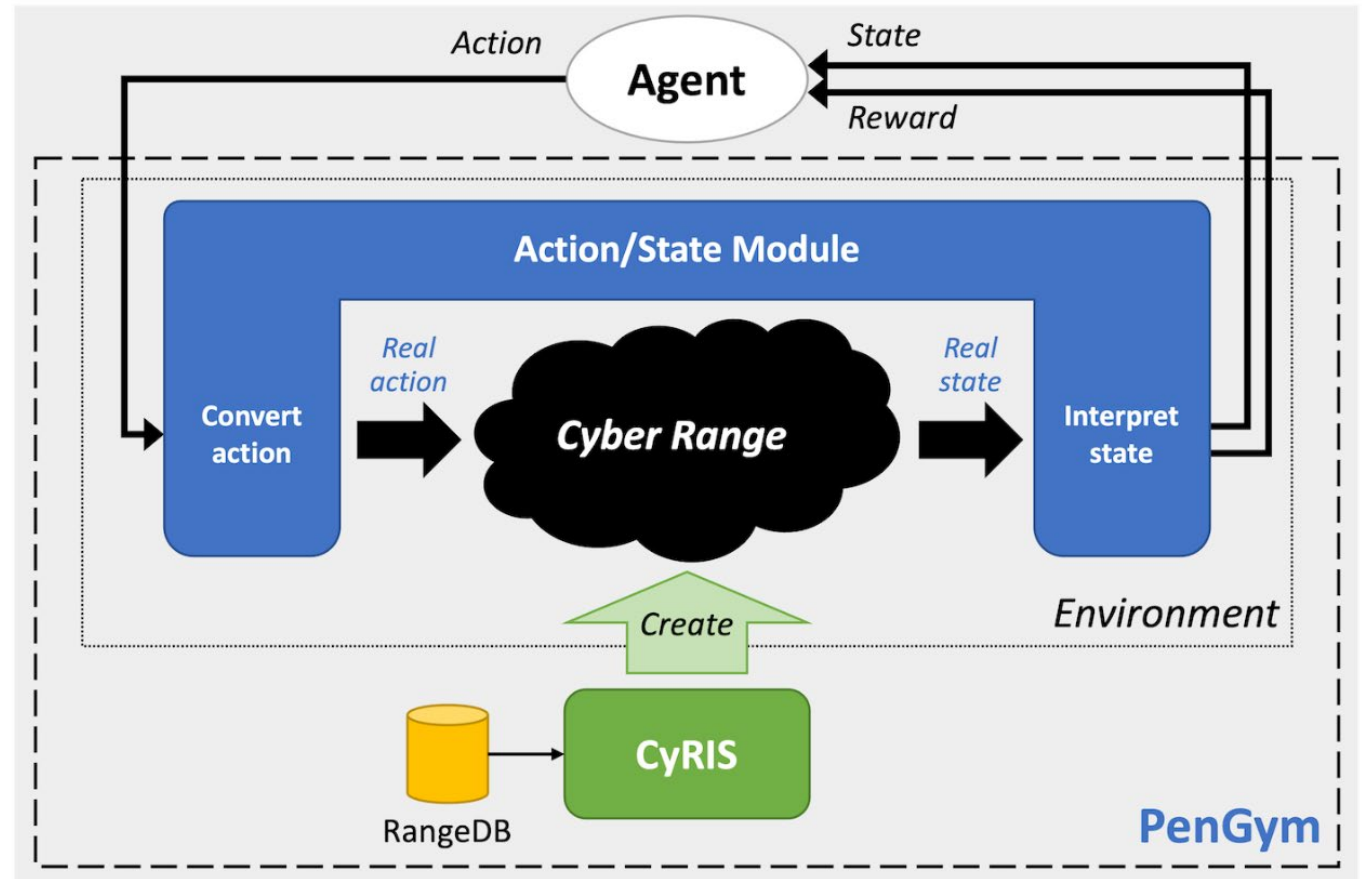 Action
Agent
State
Reward
Action/State Module
Real
action
Real
state
Convert
action
Cyber Range
Interpret
state
Environment
Create
CyRIS
RangeDB
PenGym